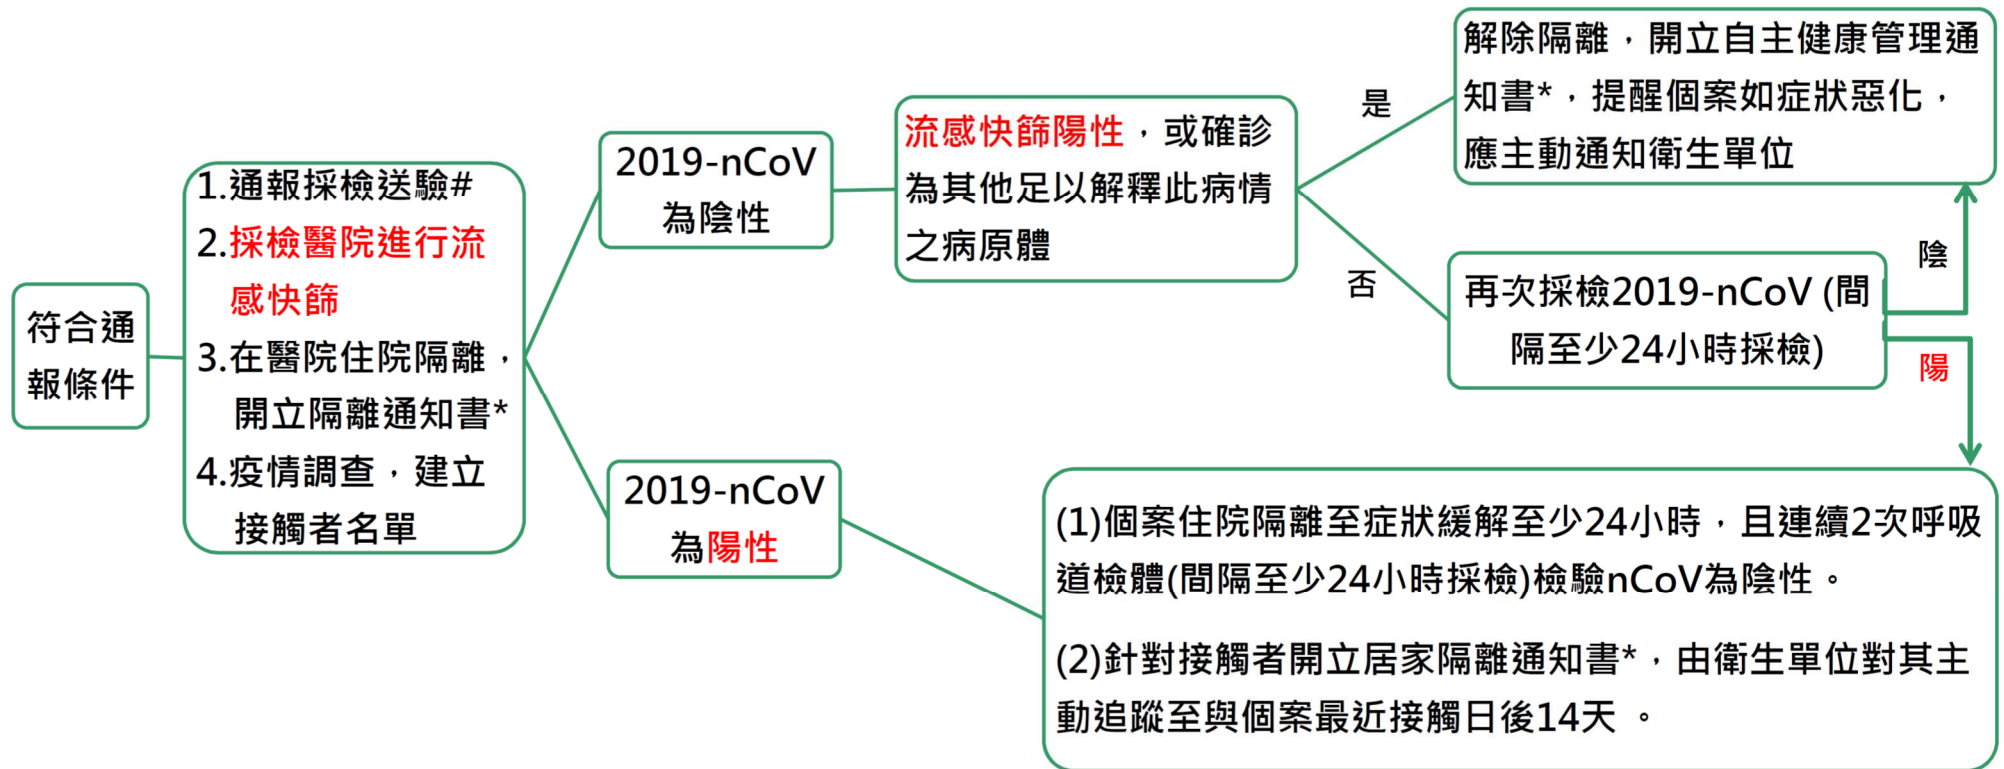 符合通
報條件
1.通報採檢送驗#
2.採檢醫院進行流
感快篩
3.在醫院住院隔離，
開立隔離通知書*
4.疫情調查，建立
接觸者名單
2019-nCoV
為陰性
流感快篩陽性，或確診
為其他足以解釋此病情
之病原體
是
解除隔離，開立自主健康管理通
知書*，提醒個案如症狀惡化，
應主動通知衛生單位
否
再次採檢2019-nCoV (間
隔至少24小時採檢)
陰
陽
2019-nCoV
為陽性
(1)個案住院隔離至症狀緩解至少24小時，且連續2次呼吸
道檢體(間隔至少24小時採檢)檢驗nCoV為陰性。
(2)針對接觸者開立居家隔離通知書*，由衛生單位對其主
動追蹤至與個案最近接觸日後14天 。